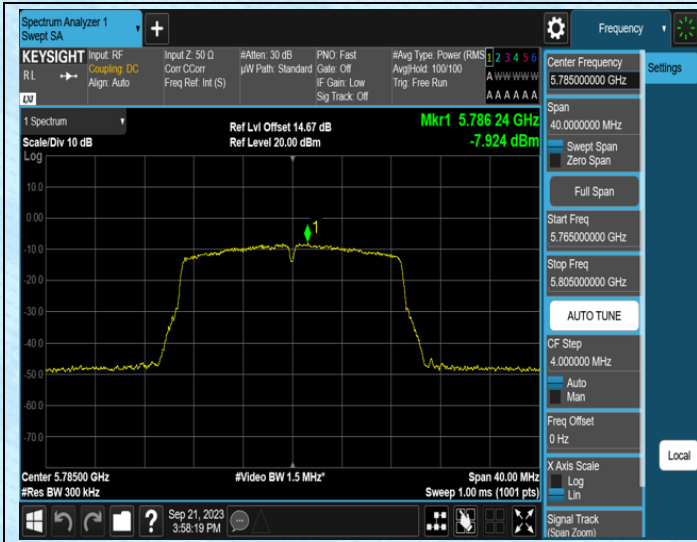 Spectrum Analyzer 1
Swept SA
+
Frequency
KEYSIGHT
RL
LXI
Input: RF
Coupling: DC
Align: Auto
Input Z: 50 Ω
Corr CCorr
Freq Ref: Int (S)
#Atten: 30 dB
µW Path: Standard
PNO: Fast
Gate: Off
IF Gain: Low
Sig Track: Off
#Avg Type: Power (RMS
Avg|Hold: 100/100
Trig: Free Run
1 2 3 4 5 6
A W W W W W
A A A A A A
Center Frequency
5.785000000 GHz
Settings
Span
40.0000000 MHz
Swept Span
Zero Span
Full Span
Start Freq
5.765000000 GHz
Stop Freq
5.805000000 GHz
AUTO TUNE
CF Step
4.000000 MHz
Auto
Man
Freq Offset
0 Hz
X Axis Scale
Log
Lin
Signal Track
(Span Zoom)
Local
1 Spectrum
Scale/Div 10 dB
Log
Ref Lvl Offset 14.67 dB
Ref Level 20.00 dBm
Mkr1 5.786 24 GHz
-7.924 dBm
1
10.0
0.00
-10.0
-20.0
-30.0
-40.0
-50.0
-60.0
-70.0
Center 5.78500 GHz
#Res BW 300 kHz
#Video BW 1.5 MHz*
Span 40.00 MHz
Sweep 1.00 ms (1001 pts)
?
Sep 21, 2023
3:58:19 PM